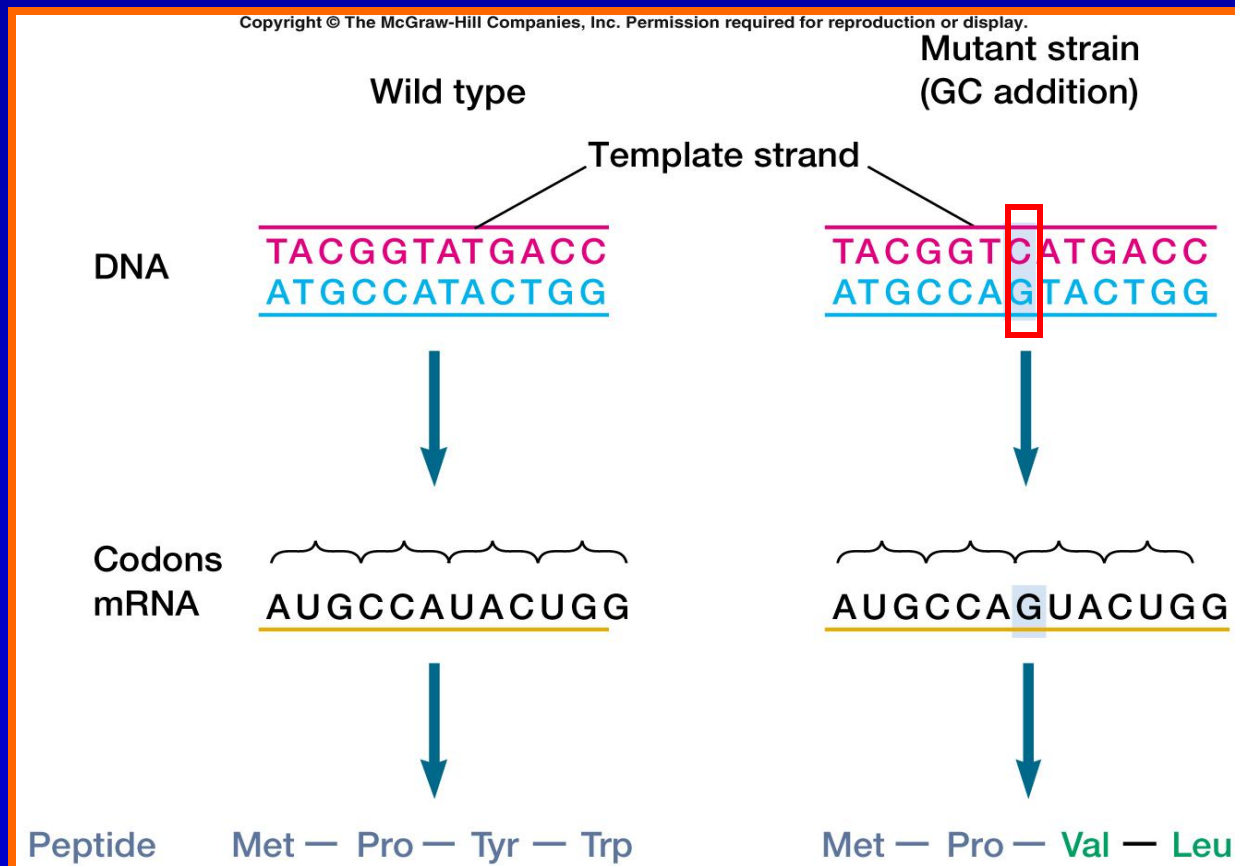 Copyright © The McGraw-Hill Companies, Inc. Permission required for reproduction or display.
Wild type
Mutant strain
(GC addition)
Template strand
DNA
TACGGTATGACC
ATGCCATACTGG
TACGGTCATGACC
ATGCCAGTACTGG
Codons
mRNA
AUGCCAUACUGG
AUGCCAGUACUGG
Peptide
Met — Pro — Tyr — Trp
Met — Pro — Val — Leu